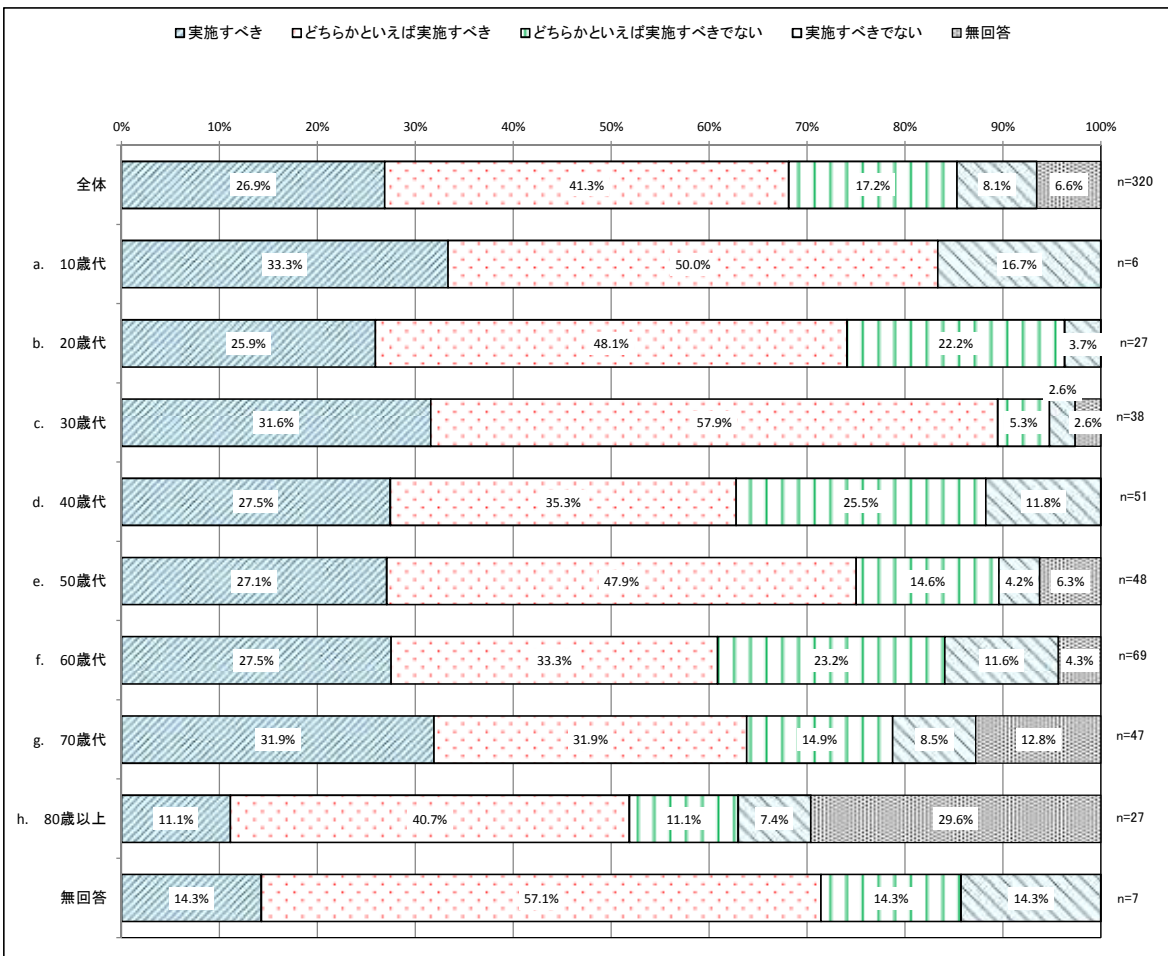 実施すべき どちらかといえば実施すべき どちらかといえば実施すべきでない 実施すべきでない 無回答
0% 10% 20% 30% 40% 50% 60% 70% 80% 90% 100%
全体 26.9% 41.3% 17.2% 8.1% 6.6% n=320
a. 10歳代 33.3% 50.0% 16.7% n=6
b. 20歳代 25.9% 48.1% 22.2% 3.7% n=27
c. 30歳代 31.6% 57.9% 5.3% 2.6% 2.6% n=38
d. 40歳代 27.5% 35.3% 25.5% 11.8% n=51
e. 50歳代 27.1% 47.9% 14.6% 4.2% 6.3% n=48
f. 60歳代 27.5% 33.3% 23.2% 11.6% 4.3% n=69
g. 70歳代 31.9% 31.9% 14.9% 8.5% 12.8% n=47
h. 80歳以上 11.1% 40.7% 11.1% 7.4% 29.6% n=27
無回答 14.3% 57.1% 14.3% 14.3% n=7